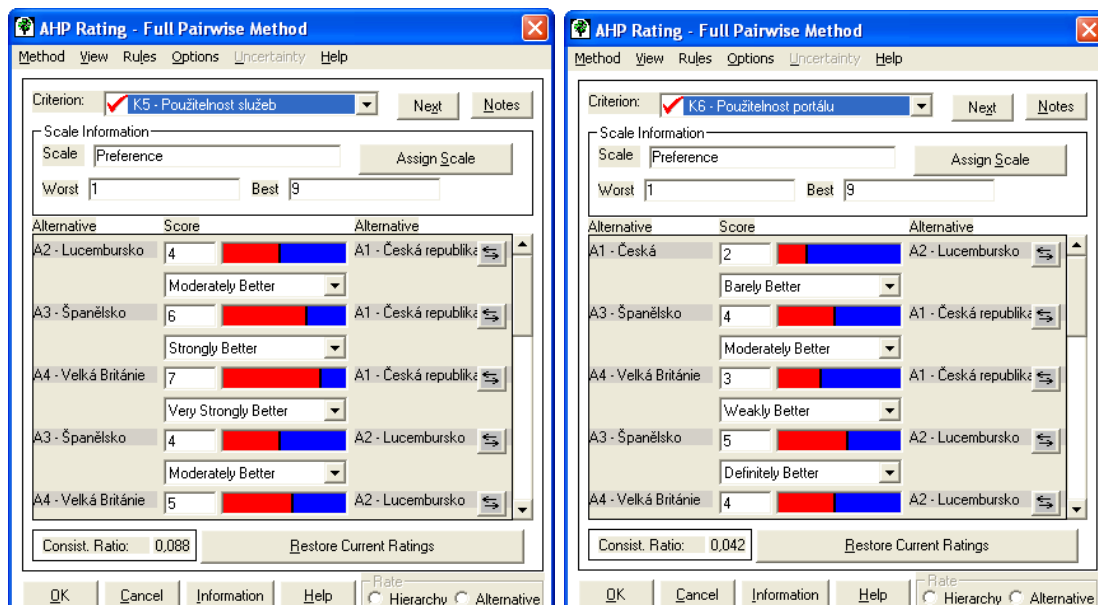 AHP Rating - Full Pairwise Method
Method View Rules Options Uncertainty Help
Criterion: K5 - Použitelnost služeb Next Notes
Scale Information
Scale Preference Assign Scale
Worst 1 Best 9
Alternative Score Alternative
A2 - Lucembursko 4 A1 - Česká republika
Moderately Better
A3 - Španělsko 6 A1 - Česká republika
Strongly Better
A4 - Velká Británie 7 A1 - Česká republika
Very Strongly Better
A3 - Španělsko 4 A2 - Lucembursko
Moderately Better
A4 - Velká Británie 5 A2 - Lucembursko
Consist. Ratio: 0,088 Restore Current Ratings
Rate
OK Cancel Information Help Hierarchy Alternative
AHP Rating - Full Pairwise Method
Method View Rules Options Uncertainty Help
Criterion: K6 - Použitelnost portálu Next Notes
Scale Information
Scale Preference Assign Scale
Worst 1 Best 9
Alternative Score Alternative
A1 - Česká 2 A2 - Lucembursko
Barely Better
A3 - Španělsko 4 A1 - Česká republika
Moderately Better
A4 - Velká Británie 3 A1 - Česká republika
Weakly Better
A3 - Španělsko 5 A2 - Lucembursko
Definitely Better
A4 - Velká Británie 4 A2 - Lucembursko
Consist. Ratio: 0,042 Restore Current Ratings
Rate
OK Cancel Information Help Hierarchy Alternative